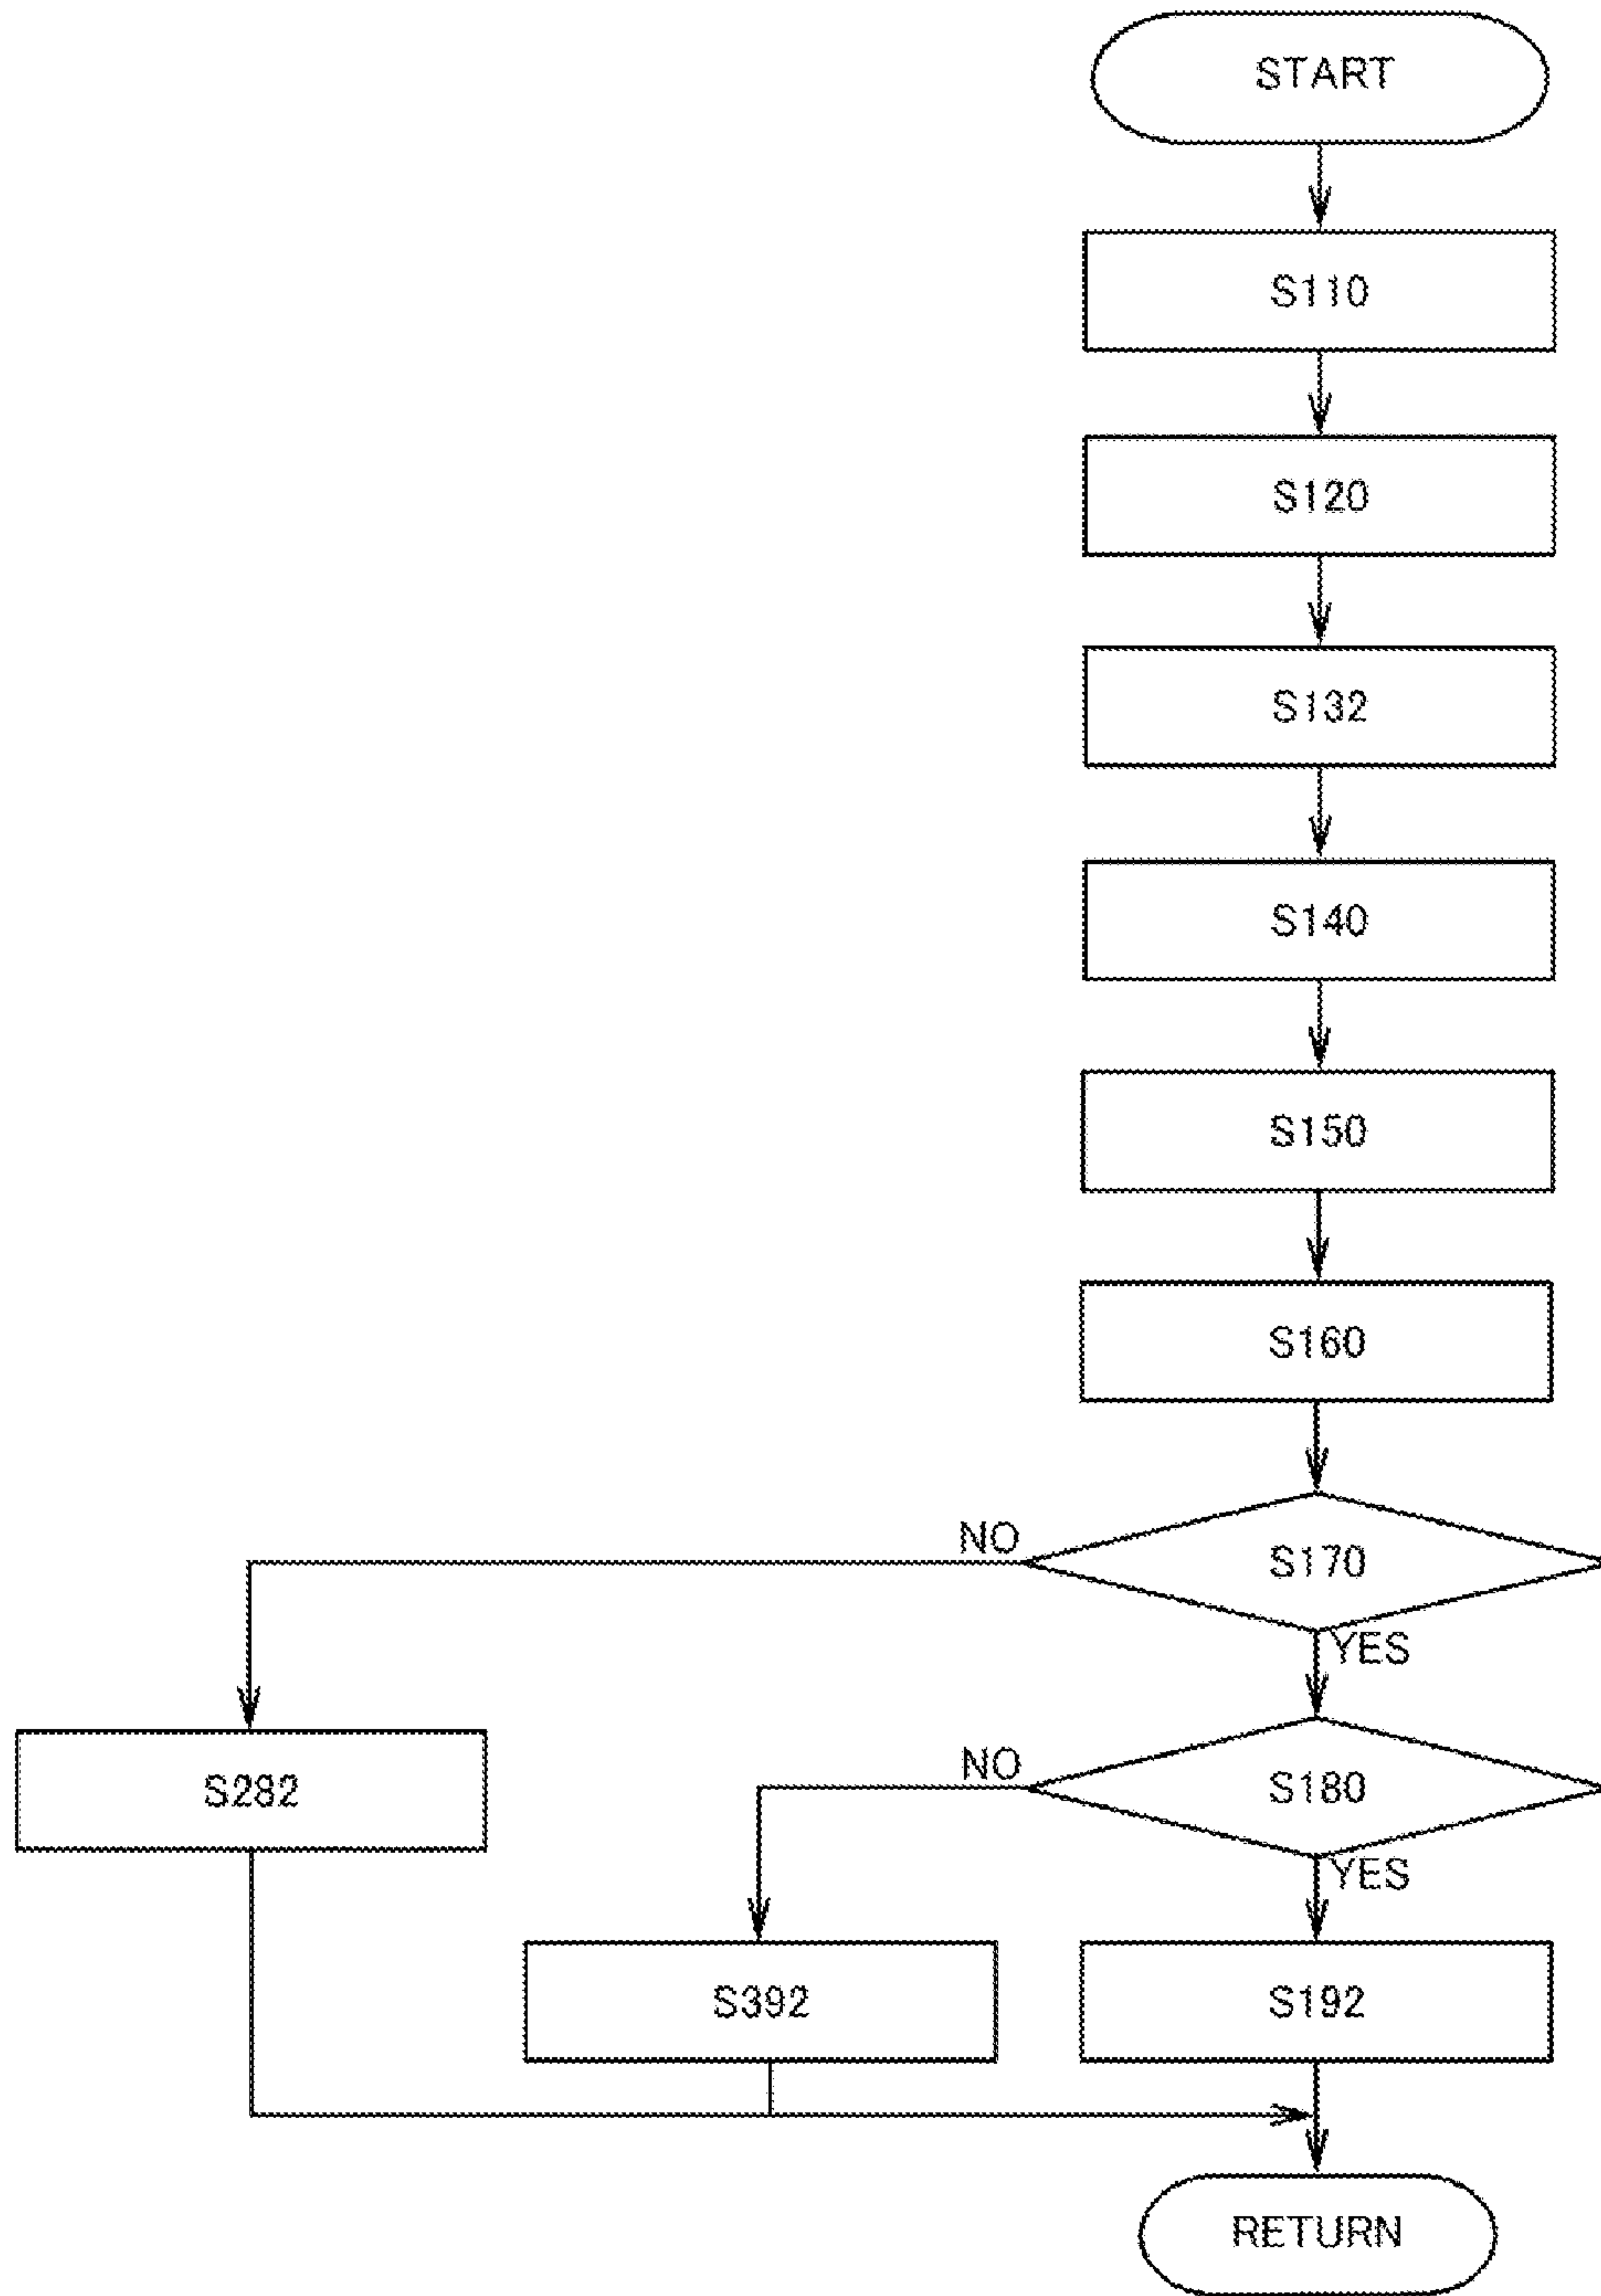 START
S110
S120
S132
S140
S150
S160
NO
S170
YES
S282
NO
S180
YES
S392
S192
RETURN